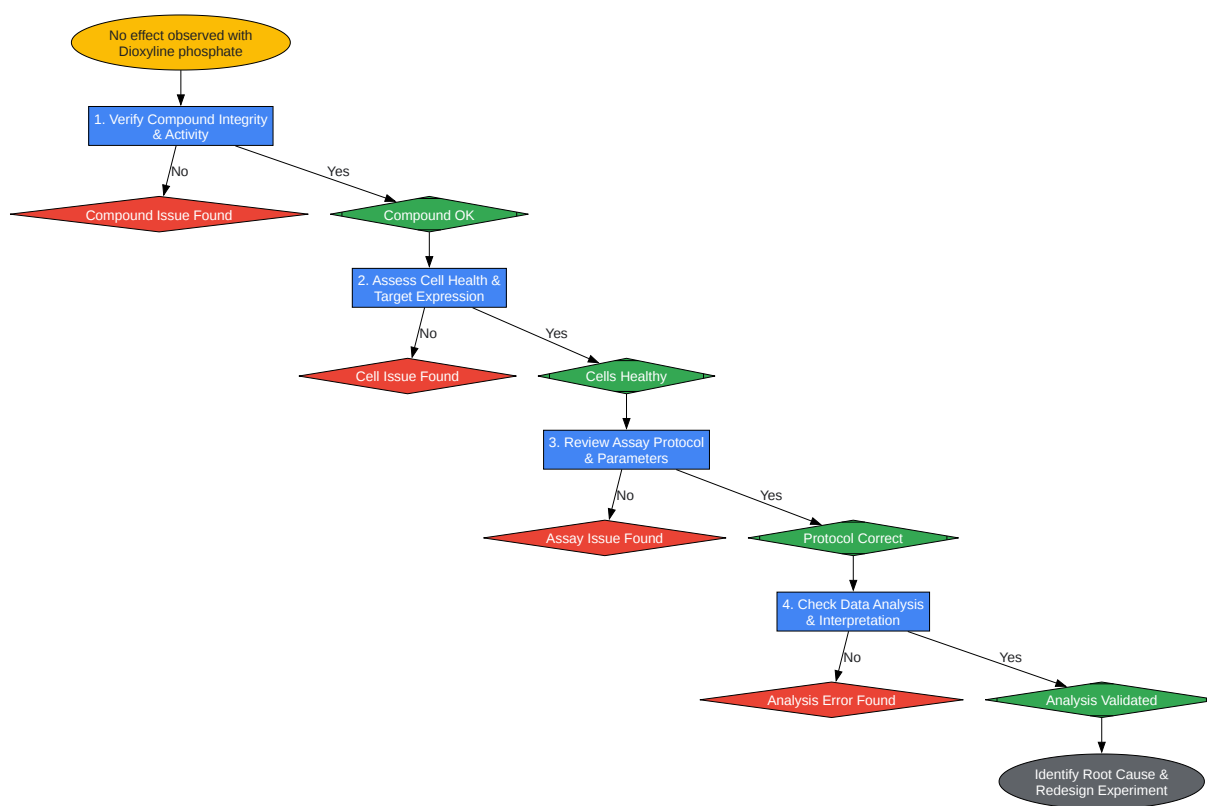 No effect observed with
Dioxyline phosphate
1. Verify Compound Integrity
& Activity
No
Yes
Compound Issue Found
Compound OK
2. Assess Cell Health &
Target Expression
No
Yes
Cell Issue Found
Cells Healthy
3. Review Assay Protocol
& Parameters
No
Yes
Assay Issue Found
Protocol Correct
4. Check Data Analysis
& Interpretation
No
Yes
Analysis Error Found
Analysis Validated
Identify Root Cause &
Redesign Experiment